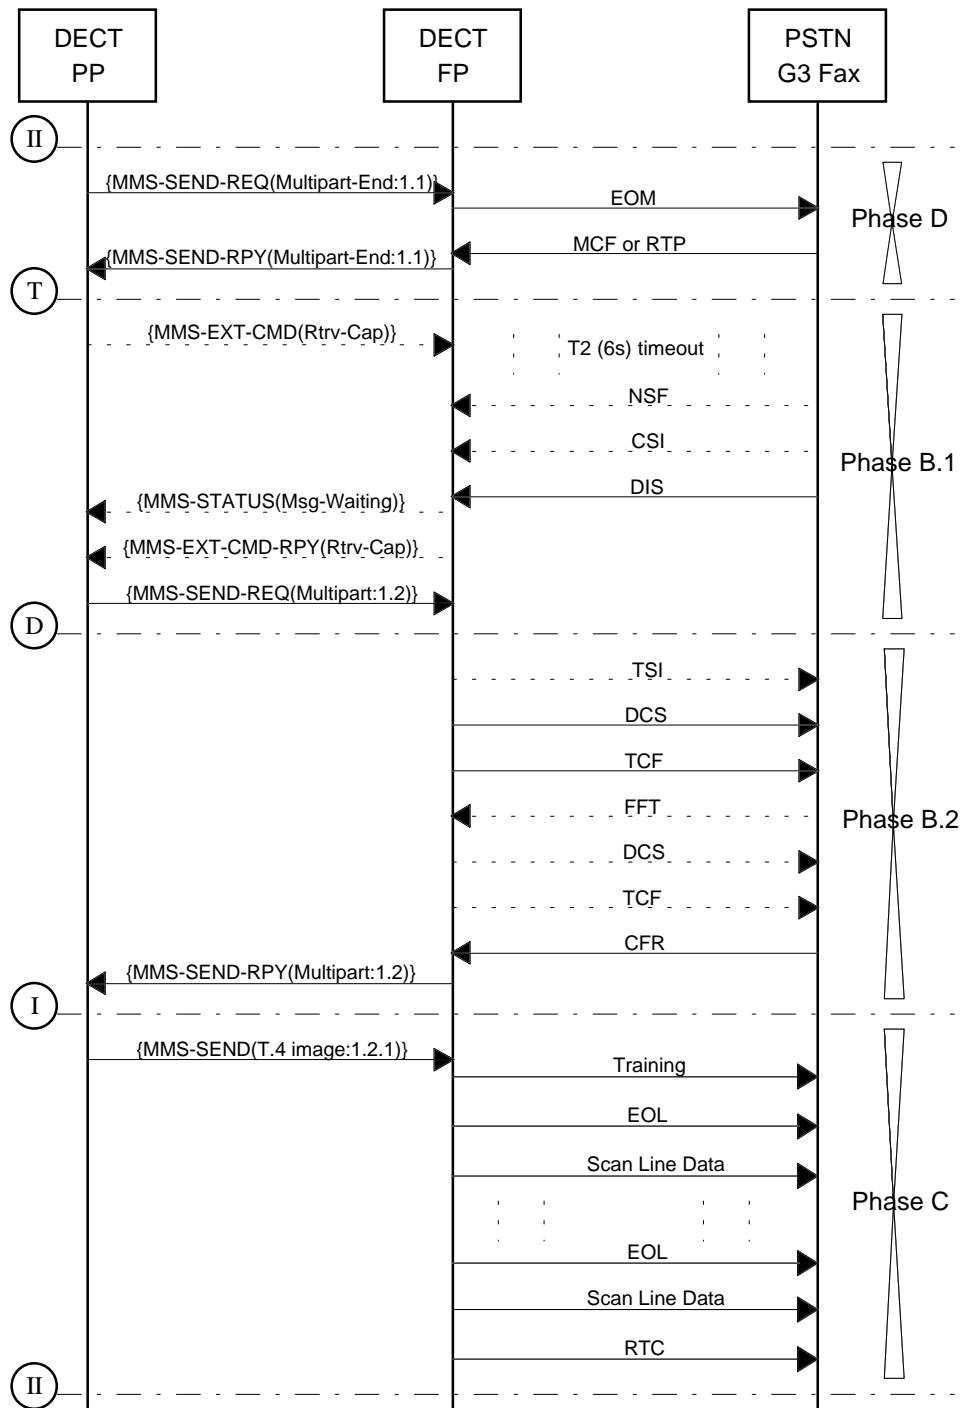 DECT
PP
DECT
FP
PSTN
G3 Fax
II
{MMS-SEND-REQ(Multipart-End:1.1)}
EOM
Phase D
MCF or RTP
{MMS-SEND-RPY(Multipart-End:1.1)}
T
{MMS-EXT-CMD(Rtrv-Cap)}
T2 (6s) timeout
NSF
CSI
Phase B.1
DIS
{MMS-STATUS(Msg-Waiting)}
{MMS-EXT-CMD-RPY(Rtrv-Cap)}
{MMS-SEND-REQ(Multipart:1.2)}
D
TSI
DCS
TCF
FFT
Phase B.2
DCS
TCF
CFR
{MMS-SEND-RPY(Multipart:1.2)}
I
{MMS-SEND(T.4 image:1.2.1)}
Training
EOL
Scan Line Data
Phase C
EOL
Scan Line Data
RTC
II